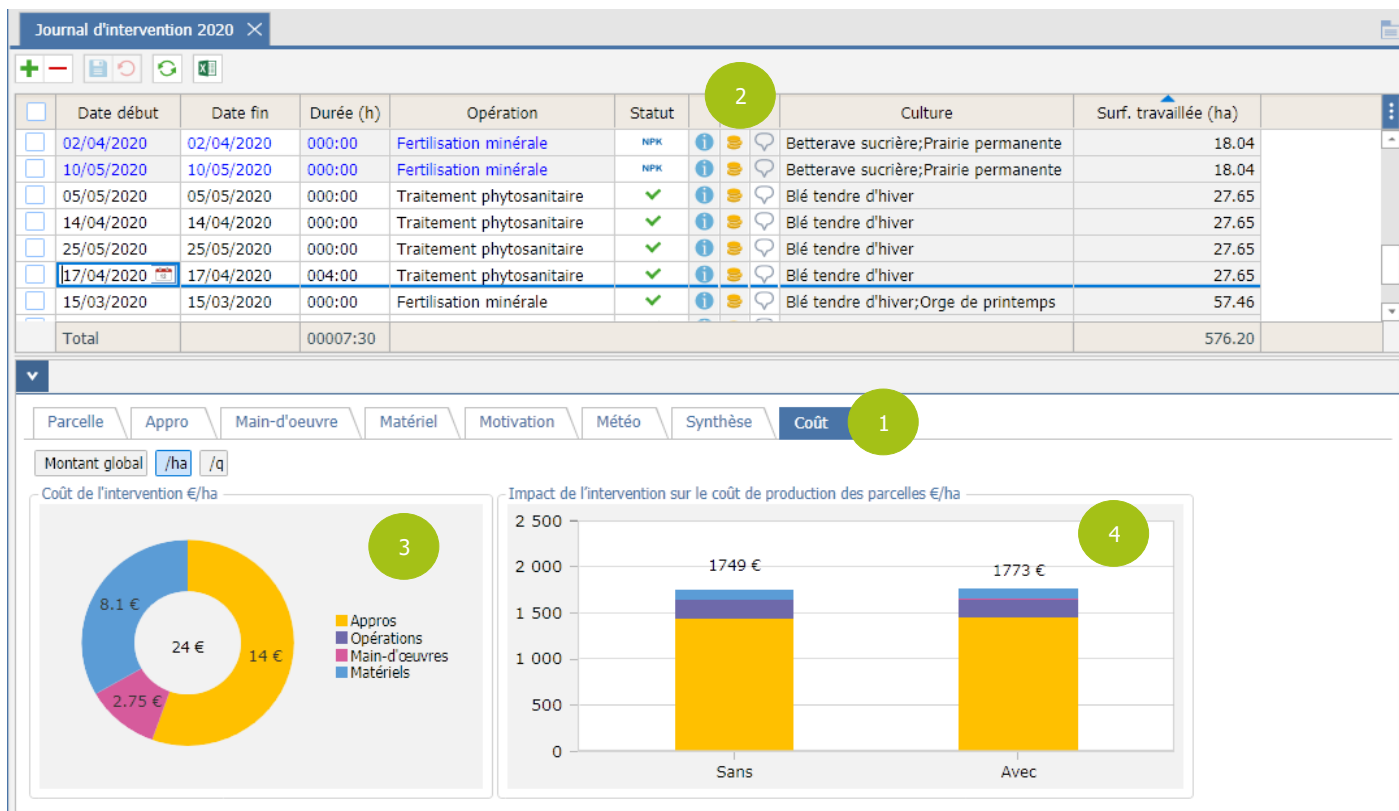 Journal d'intervention 2020
2
Date début Date fin Durée (h) Opération Statut Culture Surf. travaillée (ha)
02/04/2020 02/04/2020 000:00 Fertilisation minérale NPK Betterave sucrière;Prairie permanente 18.04
10/05/2020 10/05/2020 000:00 Fertilisation minérale NPK Betterave sucrière;Prairie permanente 18.04
05/05/2020 05/05/2020 000:00 Traitement phytosanitaire Blé tendre d'hiver 27.65
14/04/2020 14/04/2020 000:00 Traitement phytosanitaire Blé tendre d'hiver 27.65
25/05/2020 25/05/2020 000:00 Traitement phytosanitaire Blé tendre d'hiver 27.65
17/04/2020 17/04/2020 004:00 Traitement phytosanitaire Blé tendre d'hiver 27.65
15/03/2020 15/03/2020 000:00 Fertilisation minérale Blé tendre d'hiver;Orge de printemps 57.46
Total 00007:30 576.20
Parcelle Appro Main-d'oeuvre Matériel Motivation Météo Synthèse Coût 1
Montant global /ha /q
Coût de l'intervention €/ha
3
8.1 €
24 €
14 €
2.75 €
Appros
Opérations
Main-d'œuvres
Matériels
Impact de l'intervention sur le coût de production des parcelles €/ha
4
2 500
2 000
1 500
1 000
500
0
1749 €
1773 €
Sans Avec